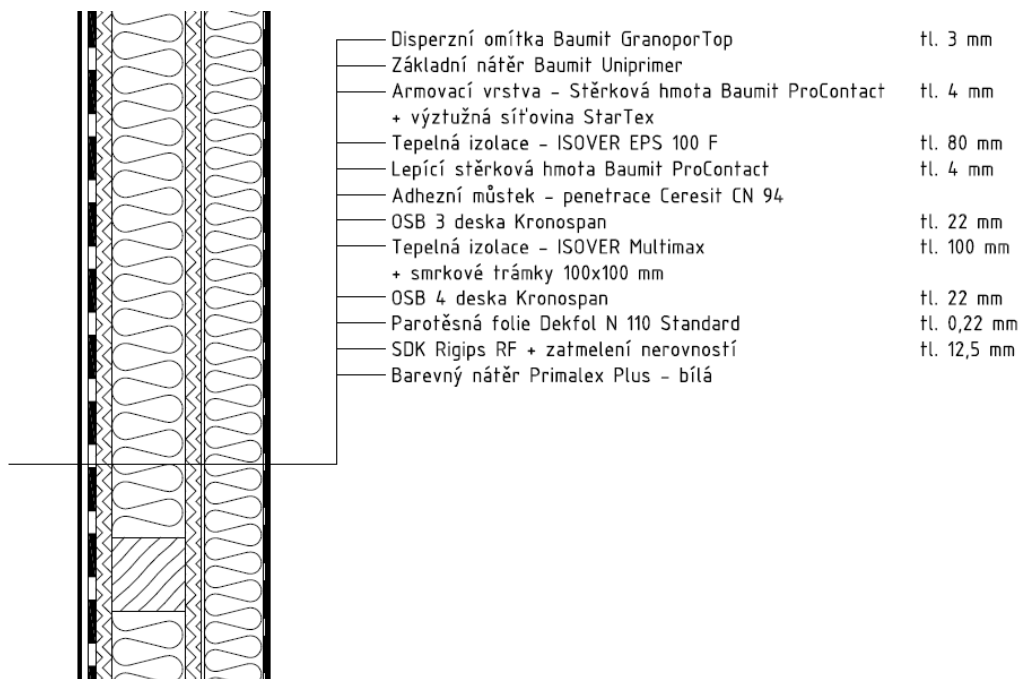 Disperzní omítka Baumit GranoporTop tl. 3 mm
Základní nátěr Baumit Uniprimer
Armovací vrstva – Stěrková hmota Baumit ProContact tl. 4 mm
+ výztužná síťovina StarTex
Tepelná izolace – ISOVER EPS 100 F tl. 80 mm
Lepící stěrková hmota Baumit ProContact tl. 4 mm
Adhezní můstek – penetrace Ceresit CN 94
OSB 3 deska Kronospan tl. 22 mm
Tepelná izolace – ISOVER Multimax tl. 100 mm
+ smrkové trámky 100x100 mm
OSB 4 deska Kronospan tl. 22 mm
Parotěsná folie Dekfol N 110 Standard tl. 0,22 mm
SDK Rigips RF + zatmelení nerovností tl. 12,5 mm
Barevný nátěr Primalex Plus – bílá